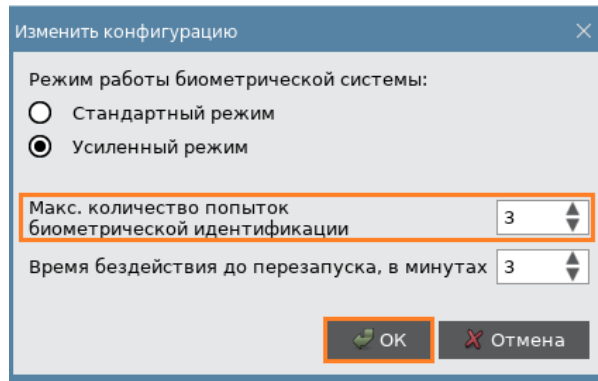 Изменить конфигурацию
Режим работы биометрической системы:
Стандартный режим
Усиленный режим
Макс. количество попыток
биометрической идентификации 3
Время бездействия до перезапуска, в минутах 3
ОК Отмена